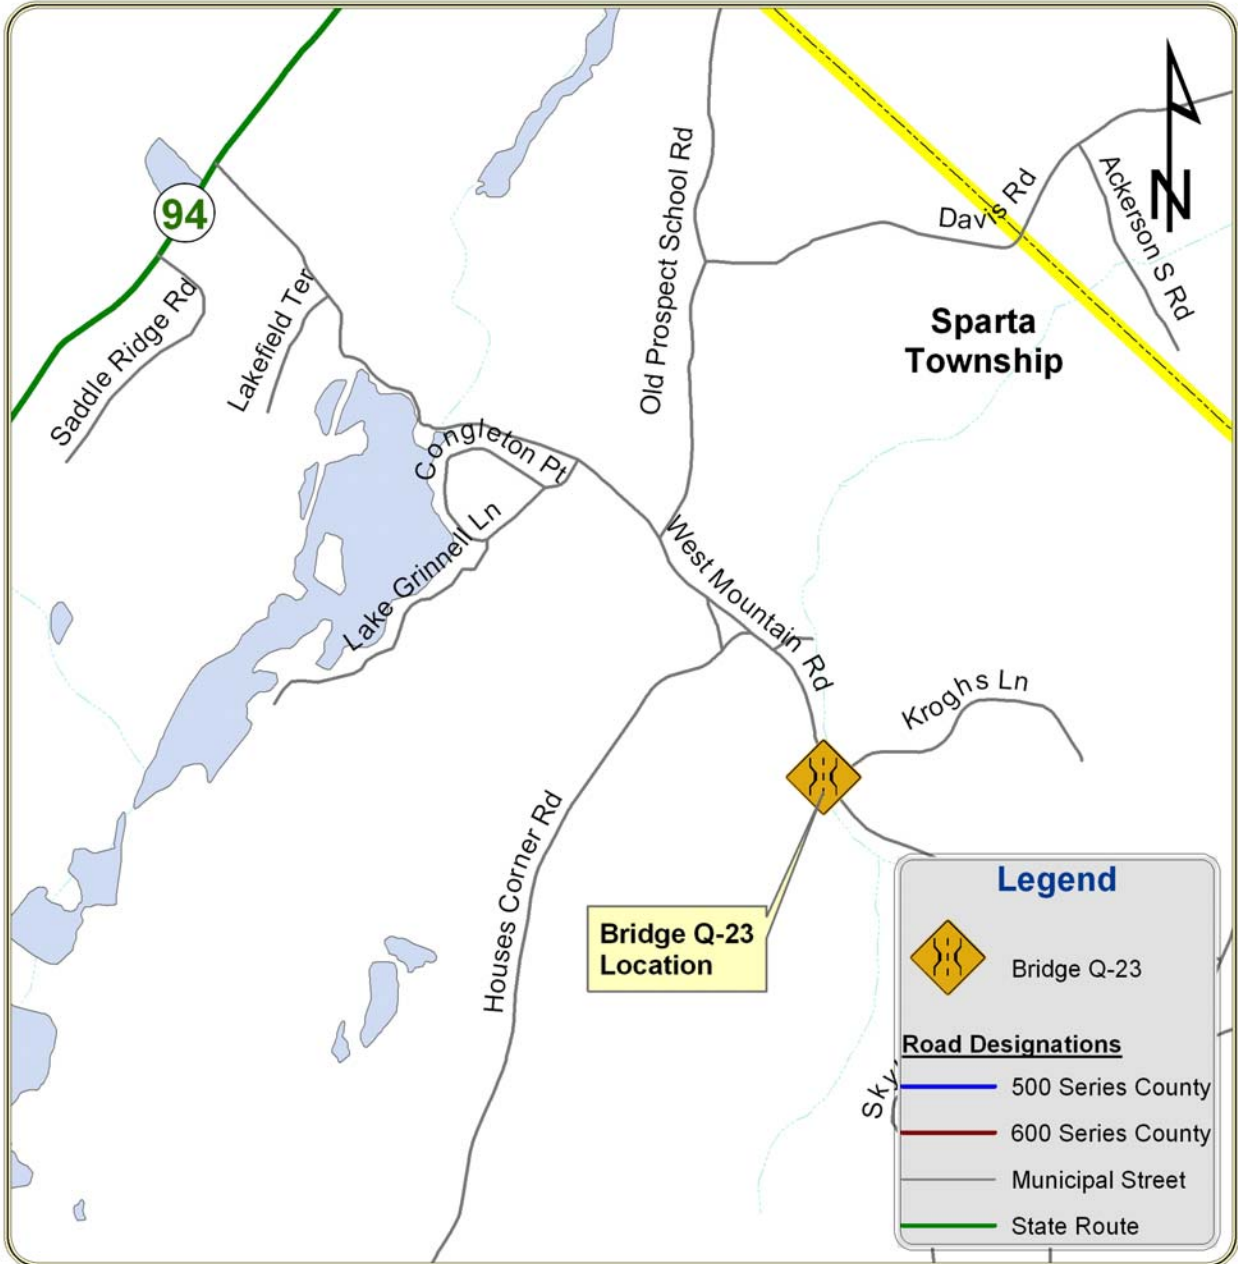 94
N
Old Prospect School Rd
Davis Rd
Ackerson S Rd
Saddle Ridge Rd
Lakefield Ter
Sparta
Township
Congleton Pt
Lake Grinnell Ln
West Mountain Rd
Kroghs Ln
Houses Corner Rd
Bridge Q-23
Location
Sky
Legend
Bridge Q-23
Road Designations
500 Series County
600 Series County
Municipal Street
State Route